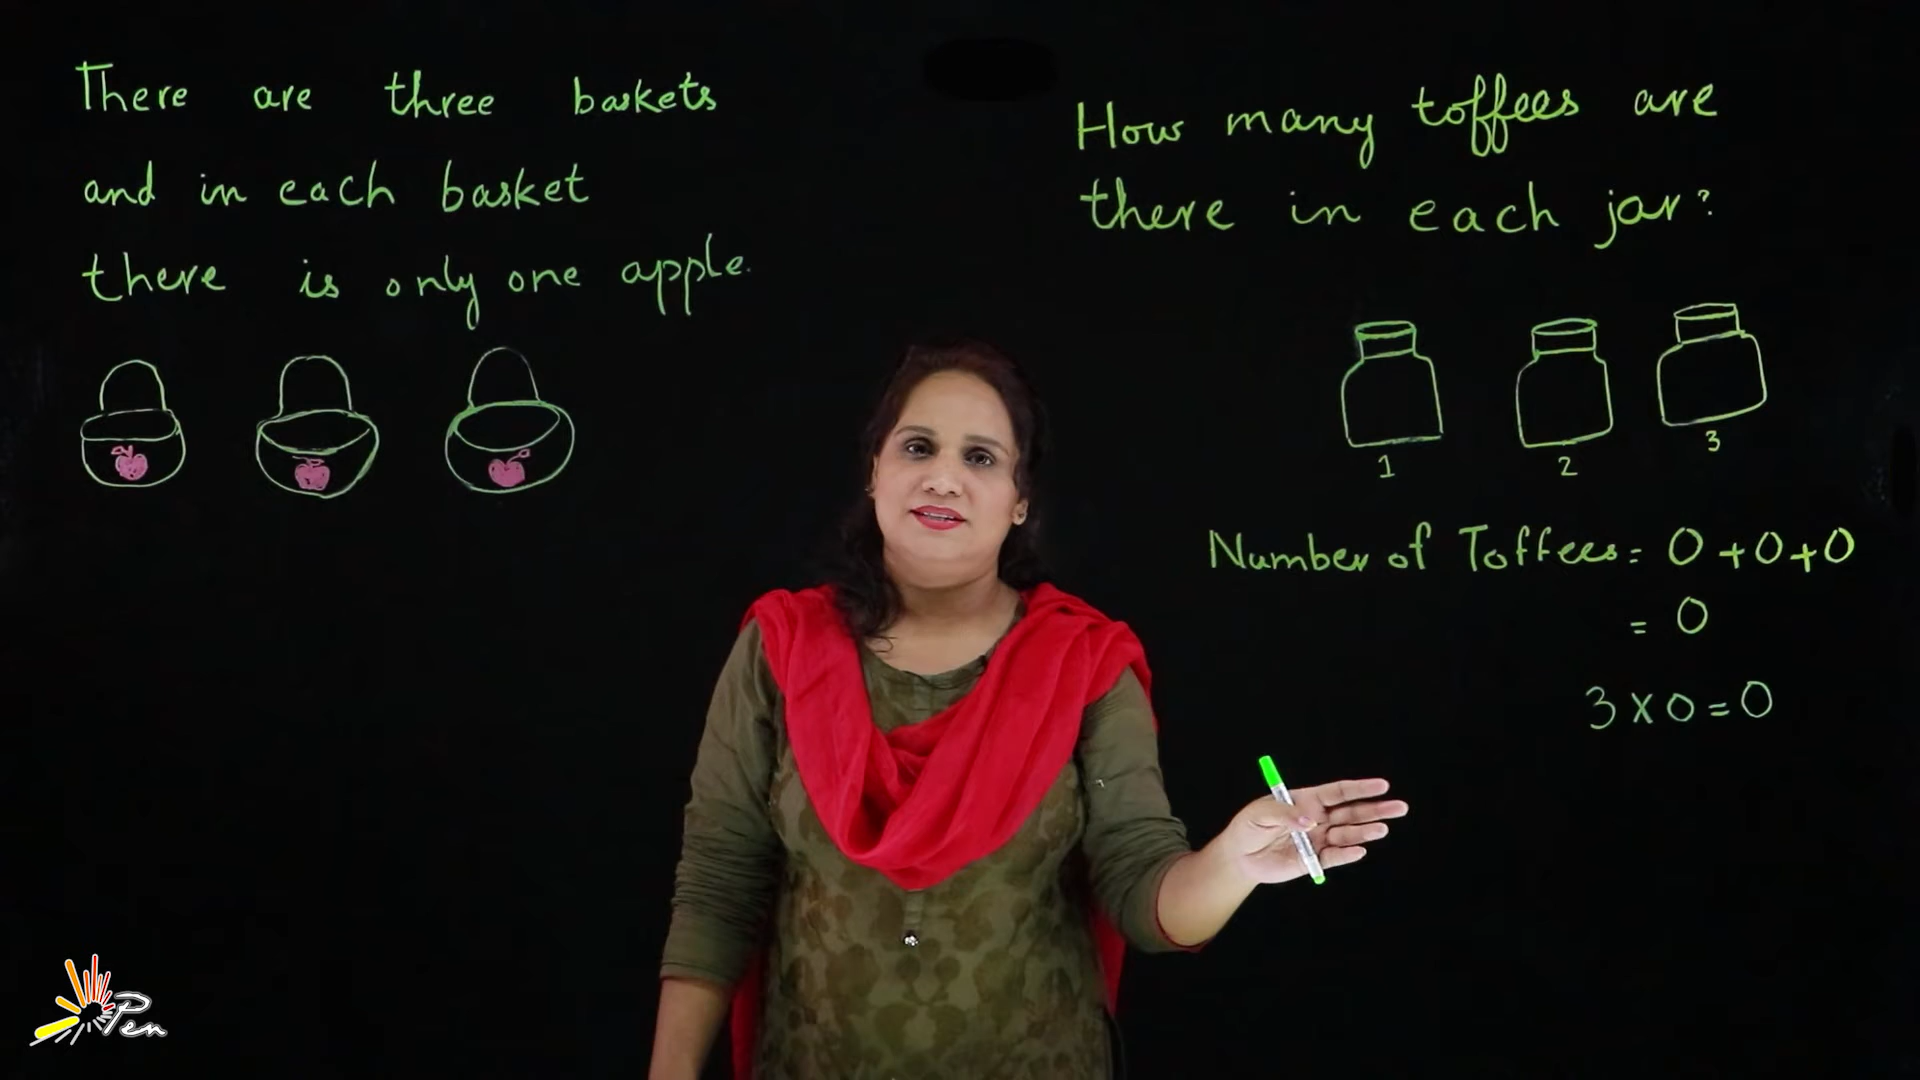 There are three baskets
and in each basket
there is only one apple.
How many toffees are
there in each jar?
1 2 3
Number of Toffees = 0 + 0 + 0
= 0
3 x 0 = 0
Pen